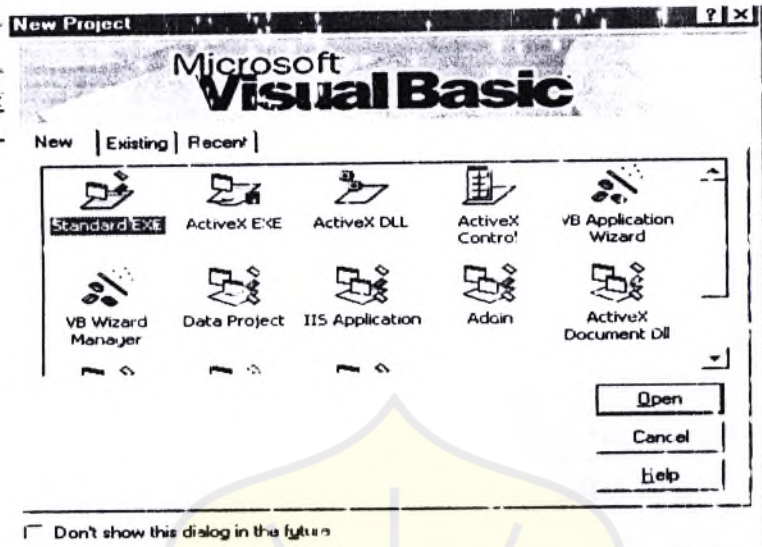 New Project
Microsoft
Visual Basic
New Existing Recent
Standard EXE ActiveX EXE ActiveX DLL ActiveX Control VB Application Wizard
VB Wizard Manager Data Project IIS Application Addin ActiveX Document Dll
Open
Cancel
Help
Don't show this dialog in the future